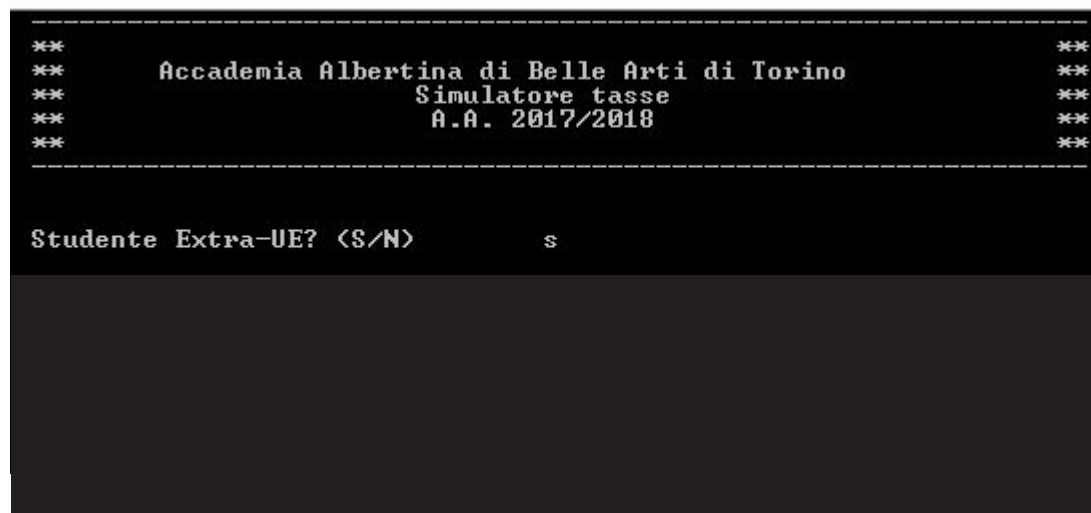 --------------------------------------------------------------------
** **
** Accademia Albertina di Belle Arti di Torino **
** Simulatore tasse **
** A.A. 2017/2018 **
** **
--------------------------------------------------------------------
Studente Extra-UE? (S/N) s